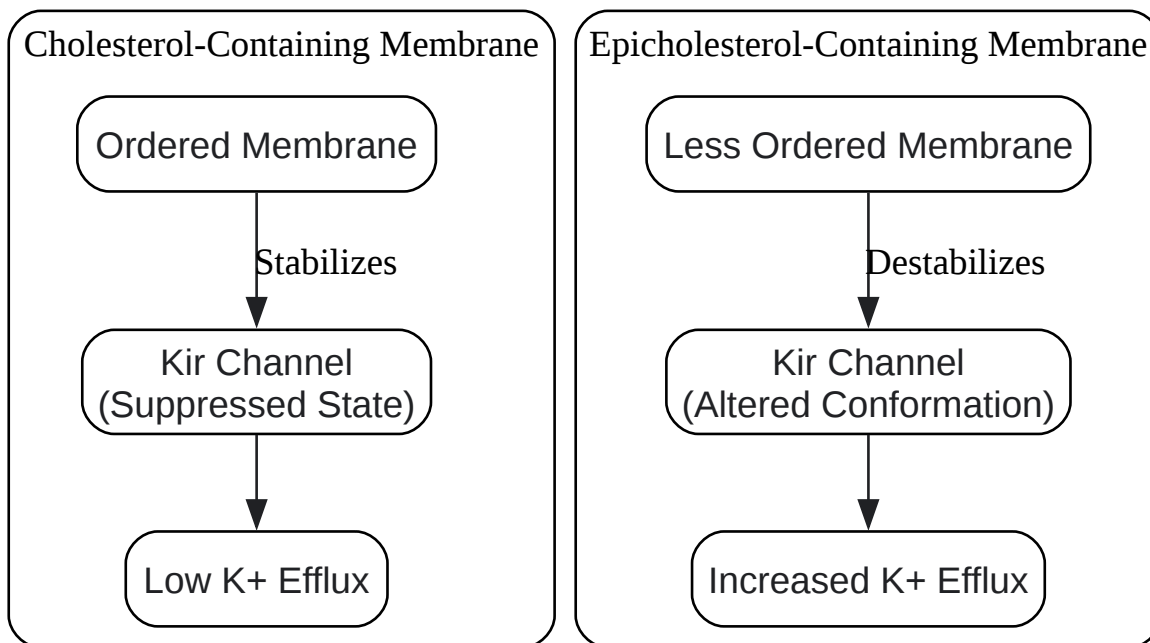 Cholesterol-Containing Membrane
Ordered Membrane
Stabilizes
Kir Channel
(Suppressed State)
Low K+ Efflux
Epicholesterol-Containing Membrane
Less Ordered Membrane
Destabilizes
Kir Channel
(Altered Conformation)
Increased K+ Efflux